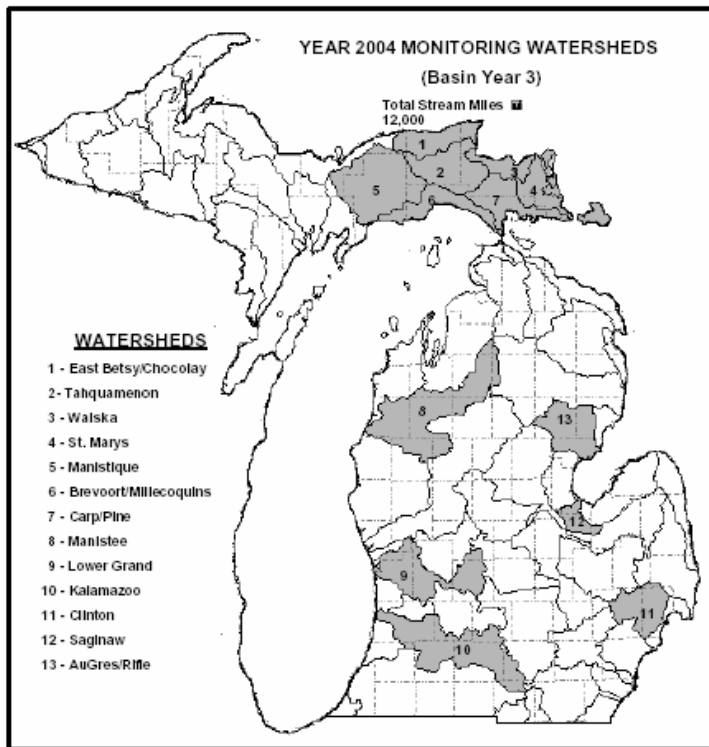 YEAR 2004 MONITORING WATERSHEDS
(Basin Year 3)
Total Stream Miles
12,000
1
2
3
4
5
6
7
WATERSHEDS
1 - East Betsy/Chocolay
2- Tahquamenon
3 - Waiska
4 - St. Marys
5 - Manistique
6 - Brevoort/Millecoquins
7 - Carp/Pine
8 - Manistee
9 - Lower Grand
10 - Kalamazoo
11 - Clinton
12 - Saginaw
13 - AuGres/Rifle
8
13
12
9
11
10